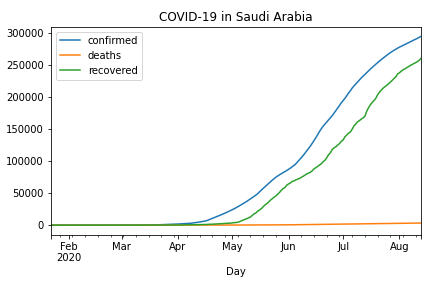 COVID-19 in Saudi Arabia
confirmed
deaths
recovered
300000
250000
200000
150000
100000
50000
0
Feb Mar Apr May Jun Jul Aug
2020
Day